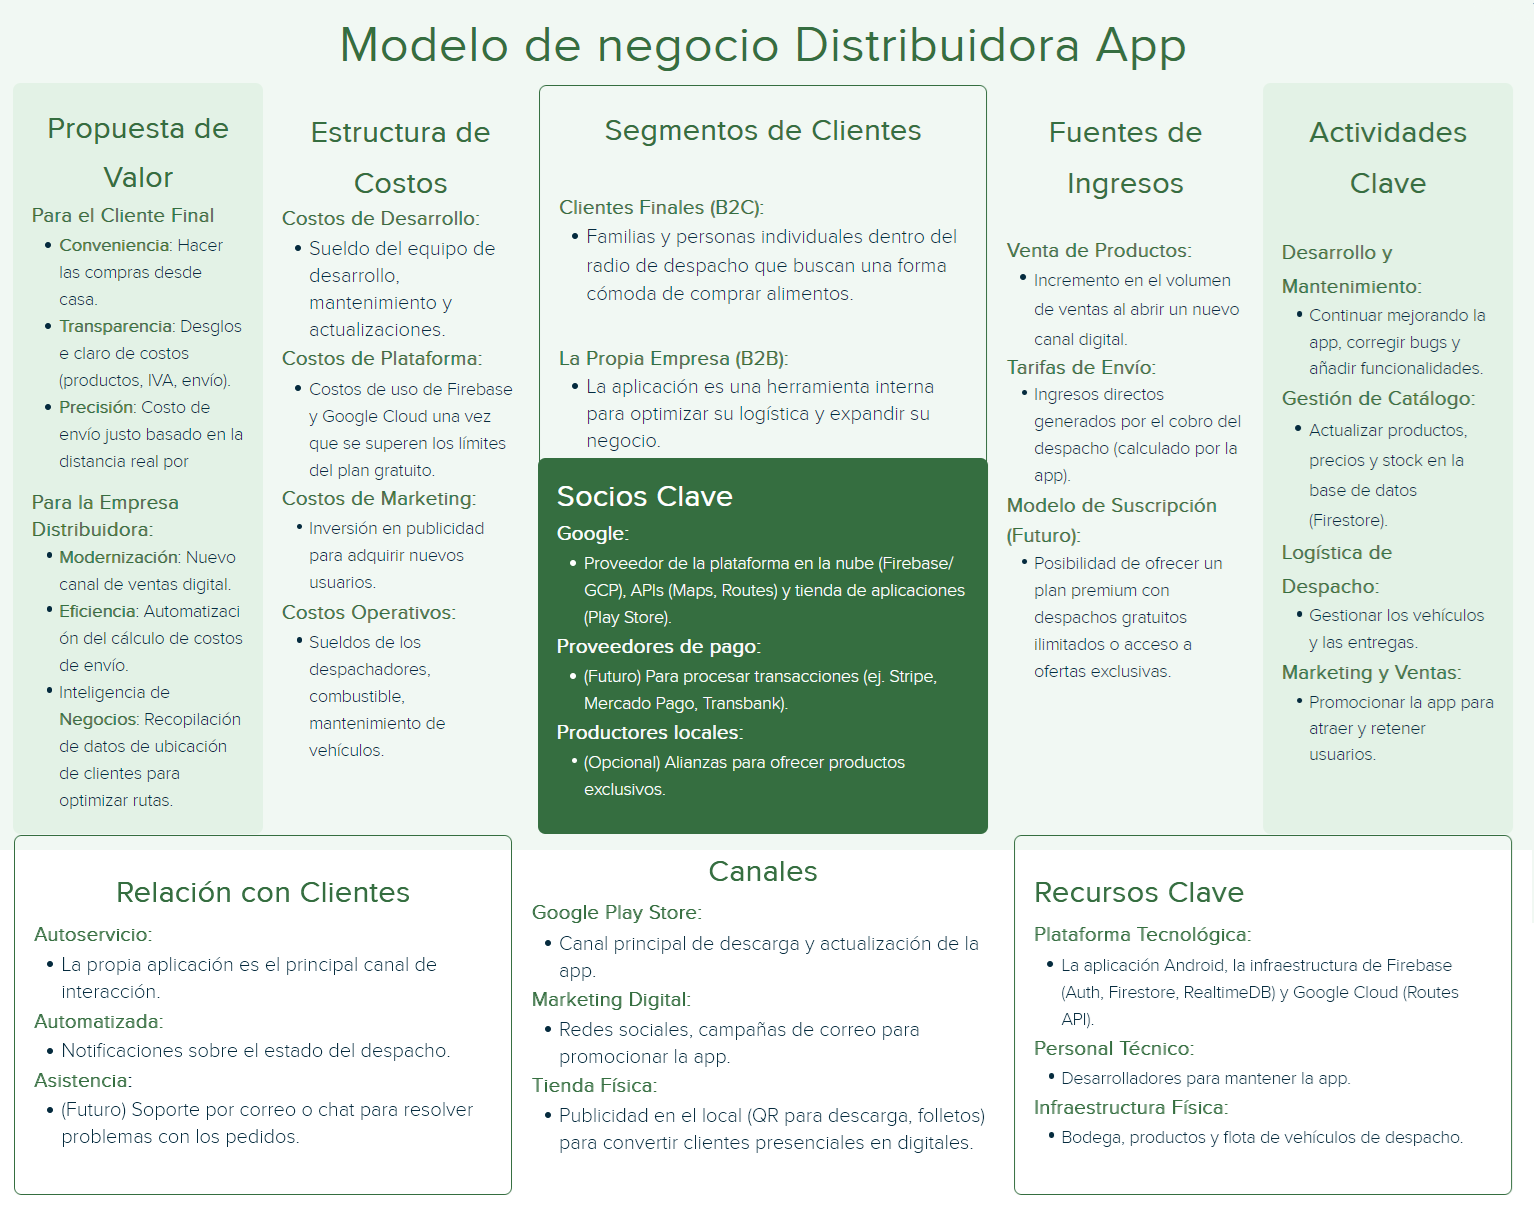 Modelo de negocio Distribuidora App
Propuesta de
Valor
Para el Cliente Final
• Conveniencia: Hacer
las compras desde
casa.
• Transparencia: Desglos
e claro de costos
(productos, IVA, envío).
• Precisión: Costo de
envío justo basado en la
distancia real por
Para la Empresa
Distribuidora:
• Modernización: Nuevo
canal de ventas digital.
• Eficiencia: Automatizaci
ón del cálculo de costos
de envío.
• Inteligencia de
Negocios: Recopilación
de datos de ubicación
de clientes para
optimizar rutas.
Estructura de
Costos
Costos de Desarrollo:
• Sueldo del equipo de
desarrollo,
mantenimiento y
actualizaciones.
Costos de Plataforma:
• Costos de uso de Firebase
y Google Cloud una vez
que se superen los límites
del plan gratuito.
Costos de Marketing:
• Inversión en publicidad
para adquirir nuevos
usuarios.
Costos Operativos:
• Sueldos de los
despachadores,
combustible,
mantenimiento de
vehículos.
Segmentos de Clientes
Clientes Finales (B2C):
• Familias y personas individuales dentro del
radio de despacho que buscan una forma
cómoda de comprar alimentos.
La Propia Empresa (B2B):
• La aplicación es una herramienta interna
para optimizar su logística y expandir su
negocio.
Socios Clave
Google:
• Proveedor de la plataforma en la nube (Firebase/
GCP), APIs (Maps, Routes) y tienda de aplicaciones
(Play Store).
Proveedores de pago:
• (Futuro) Para procesar transacciones (ej. Stripe,
Mercado Pago, Transbank).
Productores locales:
• (Opcional) Alianzas para ofrecer productos
exclusivos.
Fuentes de
Ingresos
Venta de Productos:
• Incremento en el volumen
de ventas al abrir un nuevo
canal digital.
Tarifas de Envío:
• Ingresos directos
generados por el cobro del
despacho (calculado por la
app).
Modelo de Suscripción
(Futuro):
• Posibilidad de ofrecer un
plan premium con
despachos gratuitos
ilimitados o acceso a
ofertas exclusivas.
Actividades
Clave
Desarrollo y
Mantenimiento:
• Continuar mejorando la
app, corregir bugs y
añadir funcionalidades.
Gestión de Catálogo:
• Actualizar productos,
precios y stock en la
base de datos
(Firestore).
Logística de
Despacho:
• Gestionar los vehículos
y las entregas.
Marketing y Ventas:
• Promocionar la app para
atraer y retener
usuarios.
Relación con Clientes
Autoservicio:
• La propia aplicación es el principal canal de
interacción.
Automatizada:
• Notificaciones sobre el estado del despacho.
Asistencia:
• (Futuro) Soporte por correo o chat para resolver
problemas con los pedidos.
Canales
Google Play Store:
• Canal principal de descarga y actualización de la
app.
Marketing Digital:
• Redes sociales, campañas de correo para
promocionar la app.
Tienda Física:
• Publicidad en el local (QR para descarga, folletos)
para convertir clientes presenciales en digitales.
Recursos Clave
Plataforma Tecnológica:
• La aplicación Android, la infraestructura de Firebase
(Auth, Firestore, RealtimeDB) y Google Cloud (Routes
API).
Personal Técnico:
• Desarrolladores para mantener la app.
Infraestructura Física:
• Bodega, productos y flota de vehículos de despacho.